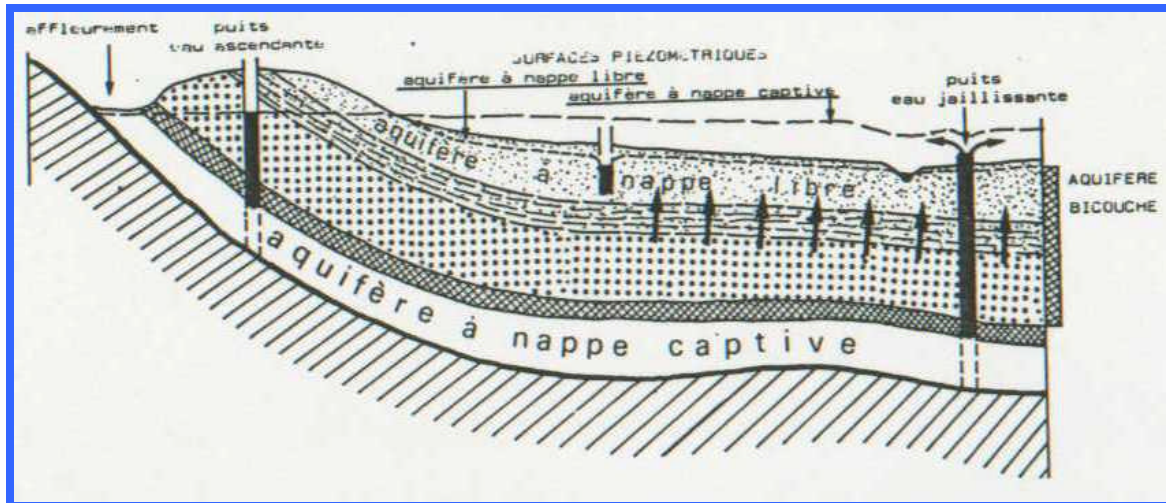 affleurement
puits
eau ascendante
SURFACES PIEZOMETRIQUES
aquifère à nappe libre
aquifère à nappe captive
puits
eau jaillissante
aquifère à nappe libre
AQUIFERE
BICOUCHE
aquifère à nappe captive